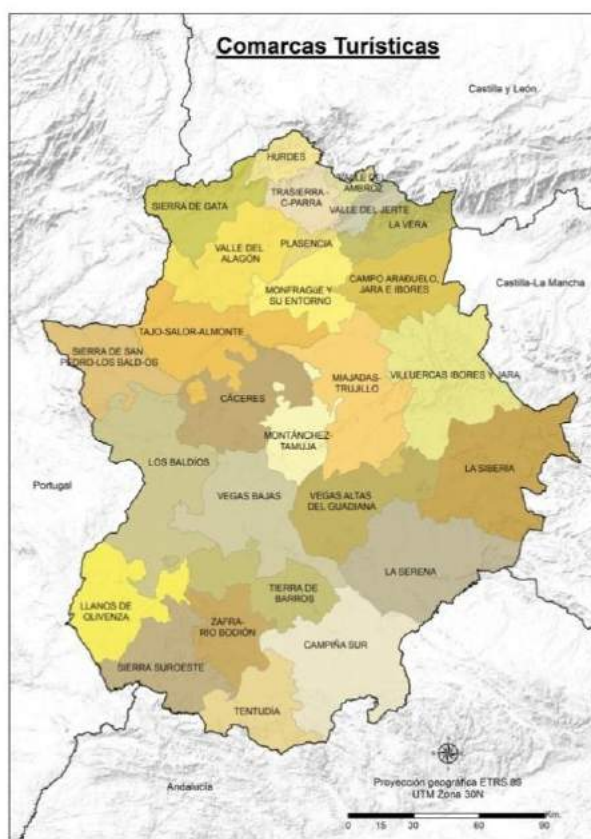 Comarcas Turísticas
Castilla y León
HURDES
VALLE DEL
AMBROZ
TRASIERRA -
C-PARRA
SIERRA DE GATA
VALLE DEL JERTE
LA VERA
PLASENCIA
VALLE DEL
ALAGÓN
CAMPO ARAÑUELO,
JARA E IBORES
Castilla-La Mancha
MONFRAGÜE Y
SU ENTORNO
TAJO-SALOR-ALMONTE
SIERRA DE SAN
PEDRO-LOS BALD-OS
MIAJADAS-
TRUJILLO
VILLUERCAS IBORES Y JARA
CÁCERES
MONTÁNCHEZ-
TAMUJA
LOS BALDÍOS
LA SIBERIA
Portugal
VEGAS BAJAS
VEGAS ALTAS
DEL GUADIANA
LA SERENA
LLANOS DE
OLIVENZA
TIERRA DE
BARROS
ZAFRA-
RIO BODIÓN
CAMPIÑA SUR
SIERRA SUROESTE
TENTUDÍA
Andalucía
Proyección geográfica ETRS 89
UTM Zona 30N
Km.
0 15 30 60 90